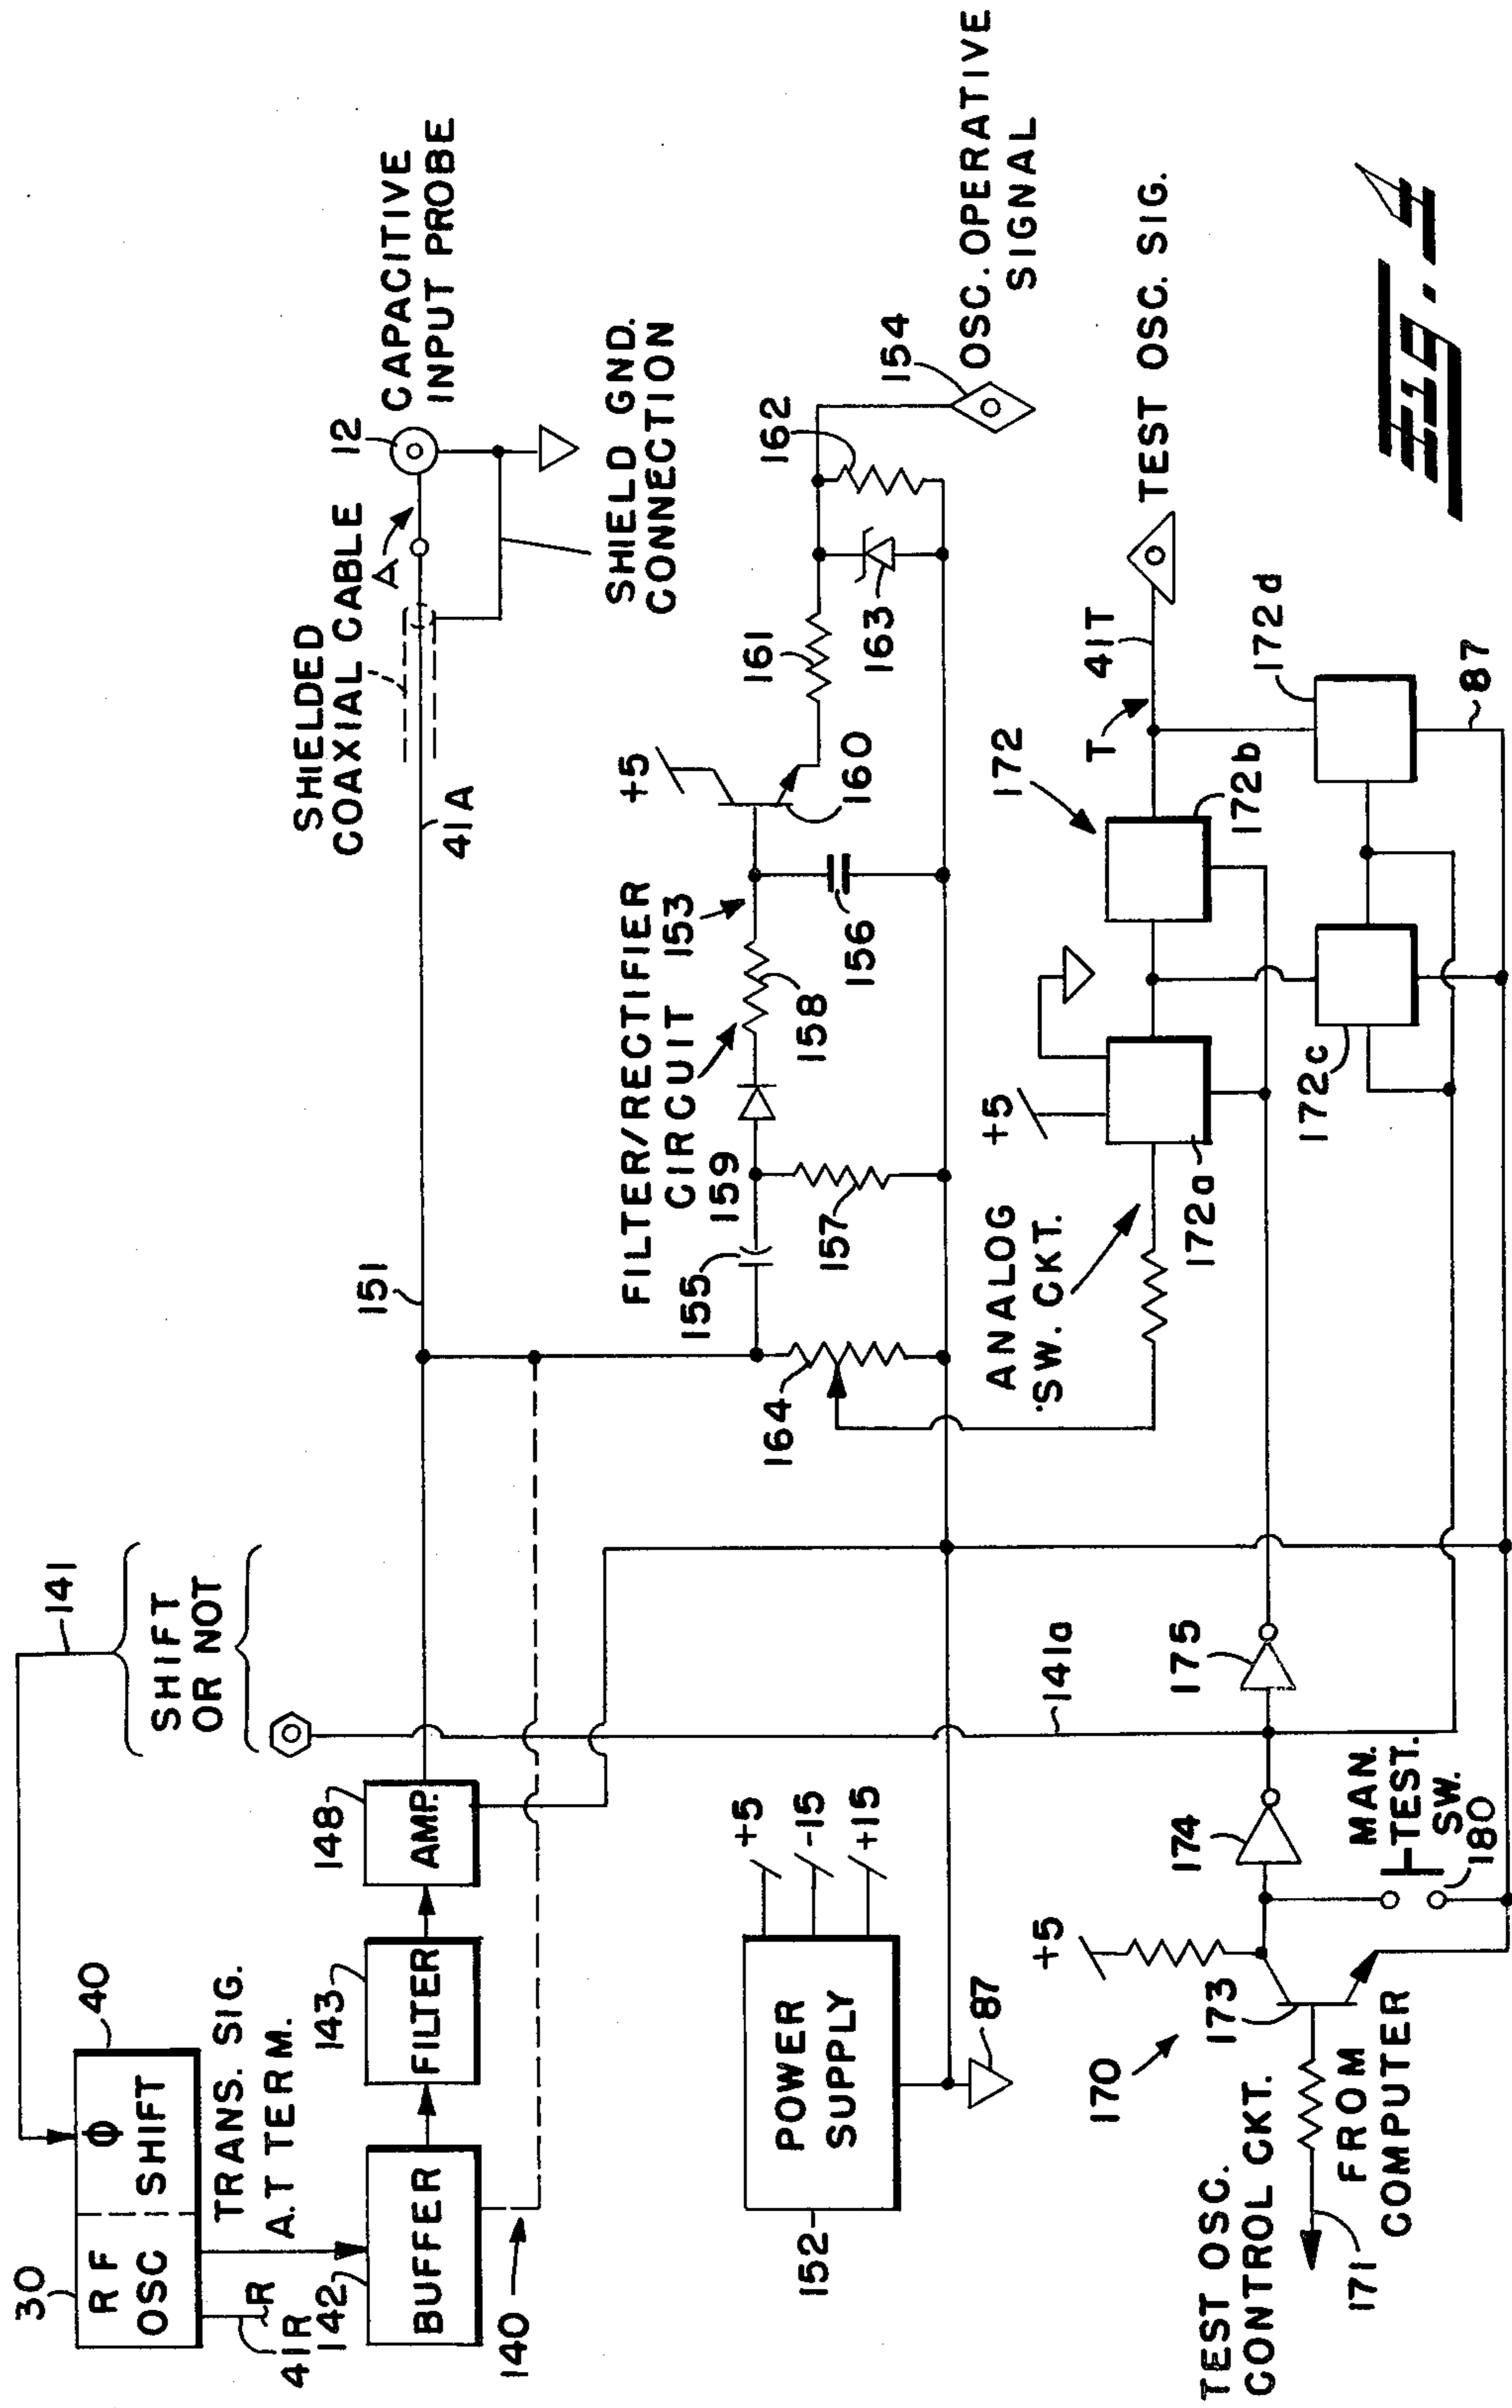 141
SHIFT
OR NOT
30
40
RF
OSC
Φ
SHIFT
TRANS. SIG.
A.T TERM.
R
41R
142
BUFFER
143
FILTER
148
AMP.
140
151
41A
SHIELDED
COAXIAL CABLE
A
12
CAPACITIVE
INPUT PROBE
SHIELD GND.
CONNECTION
FILTER/RECTIFIER
CIRCUIT 153
155
159
157
158
156
+5
160
161
162
163
154
OSC. OPERATIVE
SIGNAL
164
152
POWER
SUPPLY
+5
-15
+15
87
ANALOG
SW. CKT.
+5
172a
172
172b
T
41T
TEST OSC. SIG.
172c
172d
87
141a
170
TEST OSC.
CONTROL CKT.
171
FROM
COMPUTER
173
+5
174
175
MAN.
TEST.
SW.
180
FIG. 4